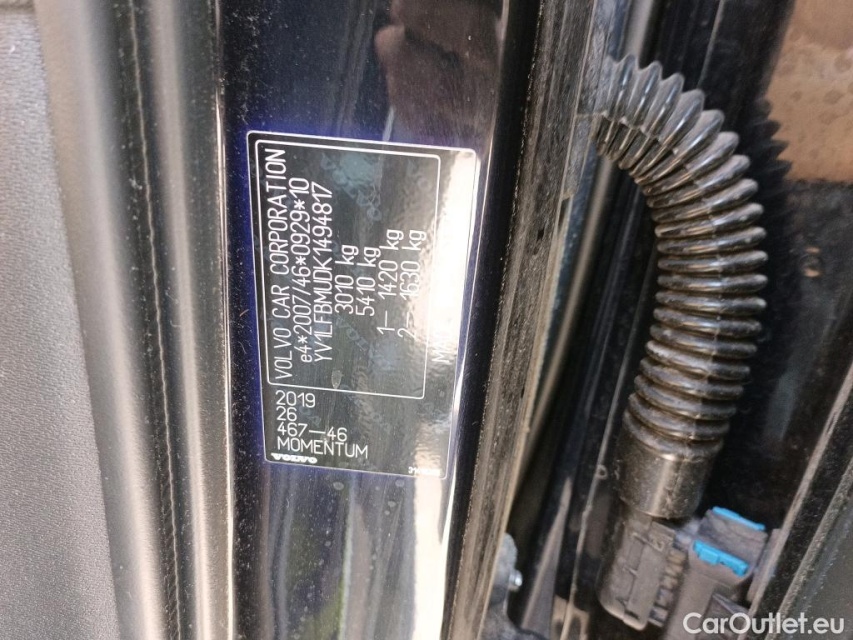 VOLVO CAR CORPORATION
e4*2007/46*0929*10
YV1LFBMUDK1494817
3010 kg
5410 kg
1- 1420 kg
2- 1630 kg
2019
26
467-46
MOMENTUM
VOLVO
CarOutlet.eu